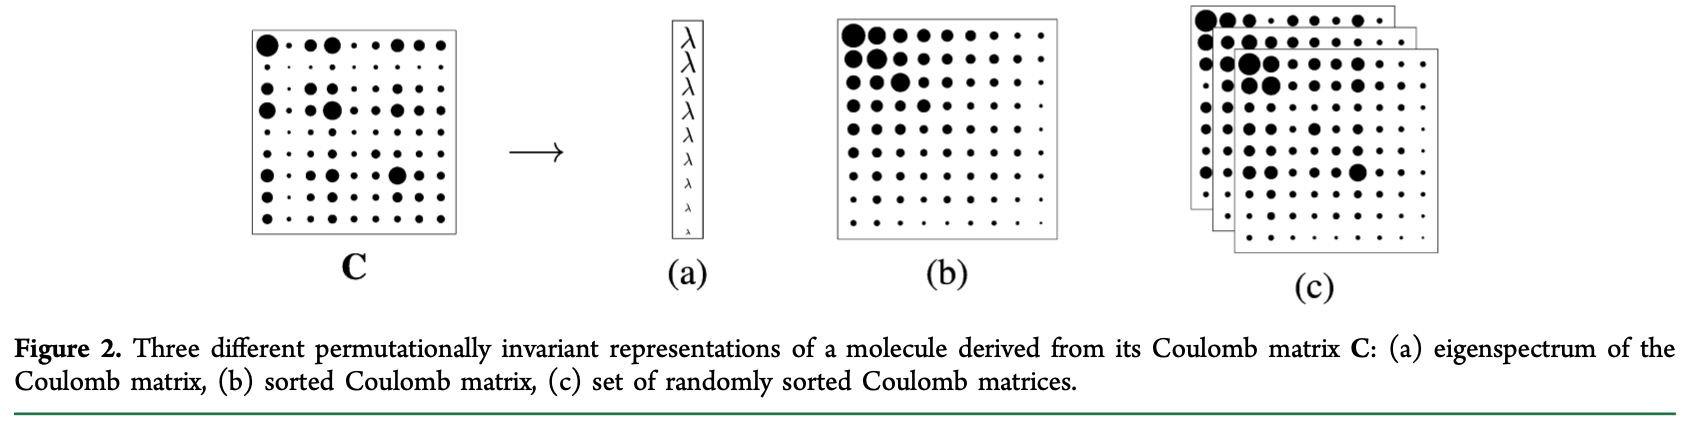 λ
λ
λ
λ
λ
λ
λ
λ
λ
C
(a)
(b)
(c)
Figure 2. Three different permutationally invariant representations of a molecule derived from its Coulomb matrix C: (a) eigenspectrum of the
Coulomb matrix, (b) sorted Coulomb matrix, (c) set of randomly sorted Coulomb matrices.